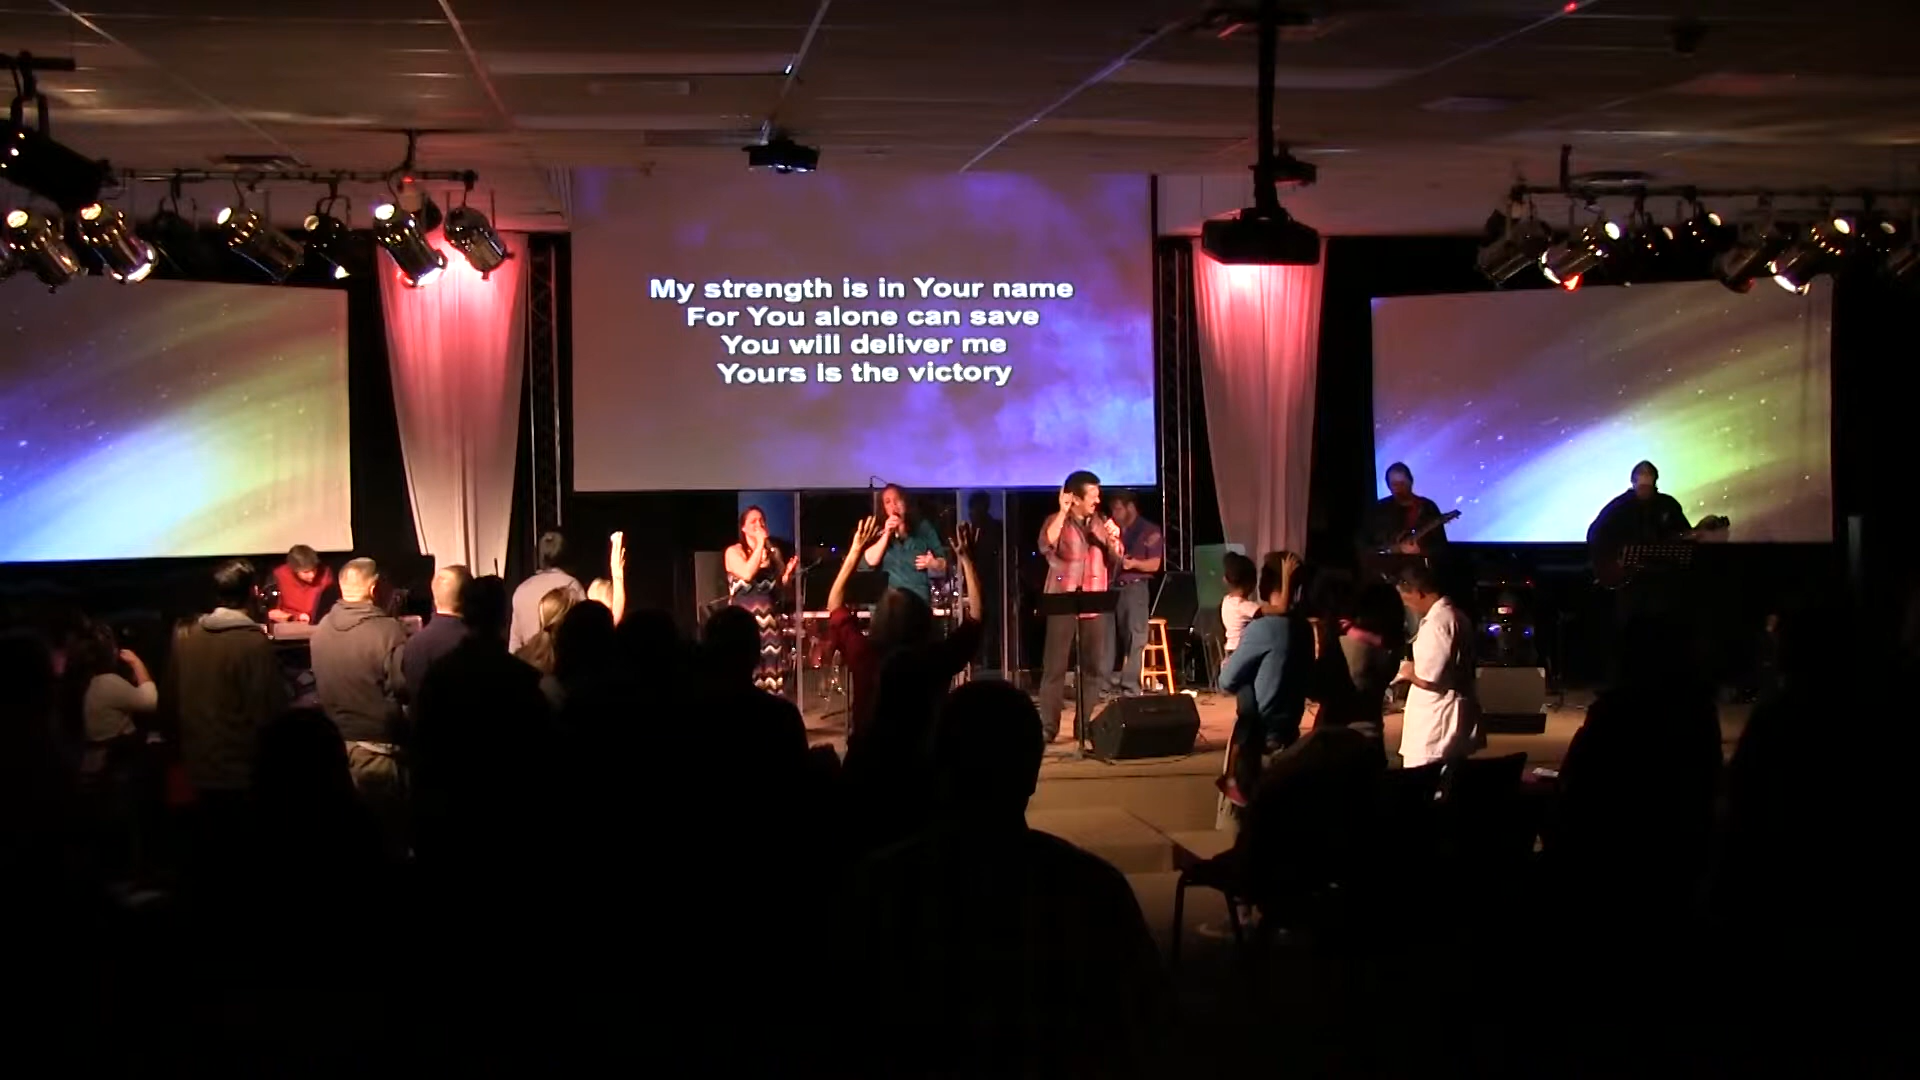 My strength is in Your name
For You alone can save
You will deliver me
Yours is the victory